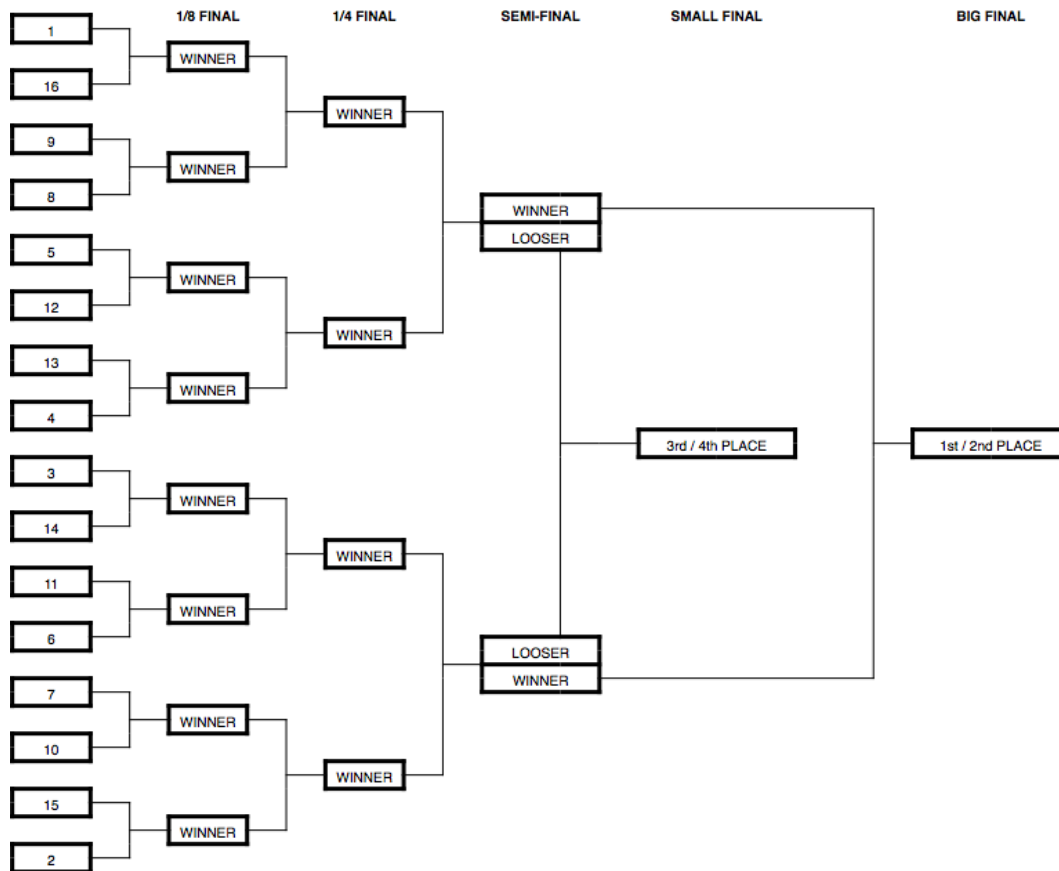 1/8 FINAL 1/4 FINAL SEMI-FINAL SMALL FINAL BIG FINAL
1
WINNER
16
WINNER
9
WINNER
8
WINNER
LOOSER
5
WINNER
12
WINNER
13
WINNER
4
3rd / 4th PLACE 1st / 2nd PLACE
3
WINNER
14
WINNER
11
WINNER
6
LOOSER
WINNER
7
WINNER
10
WINNER
15
WINNER
2